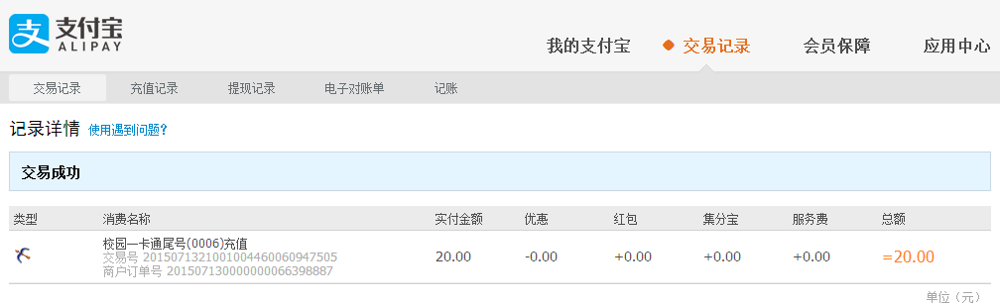 支付宝
ALIPAY
我的支付宝 交易记录 会员保障 应用中心
交易记录 充值记录 提现记录 电子对账单 记账
记录详情 使用遇到问题?
交易成功
类型 消费名称 实付金额 优惠 红包 集分宝 服务费 总额
校园一卡通尾号(0006)充值
交易号 2015071321001004460060947505
商户订单号 201507130000000066398887
20.00 -0.00 +0.00 +0.00 +0.00 =20.00
单位（元）